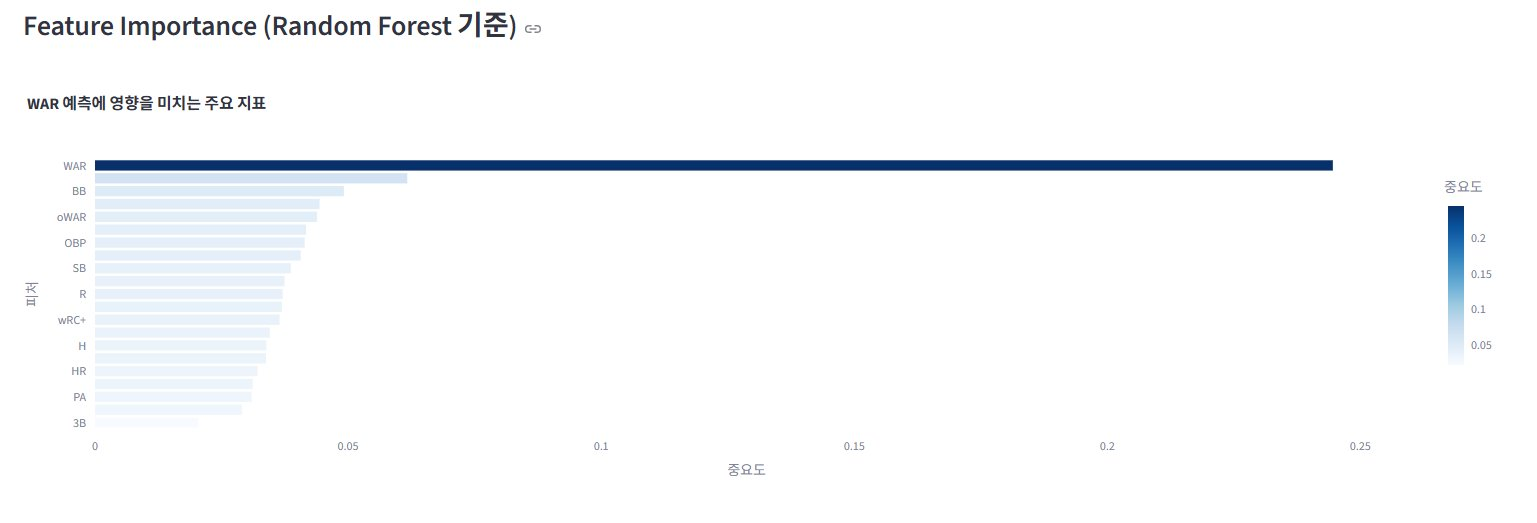 Feature Importance (Random Forest 기준)
WAR 예측에 영향을 미치는 주요 지표
피처
WAR
BB
oWAR
OBP
SB
R
wRC+
H
HR
PA
3B
0 0.05 0.1 0.15 0.2 0.25
중요도
중요도
0.2
0.15
0.1
0.05